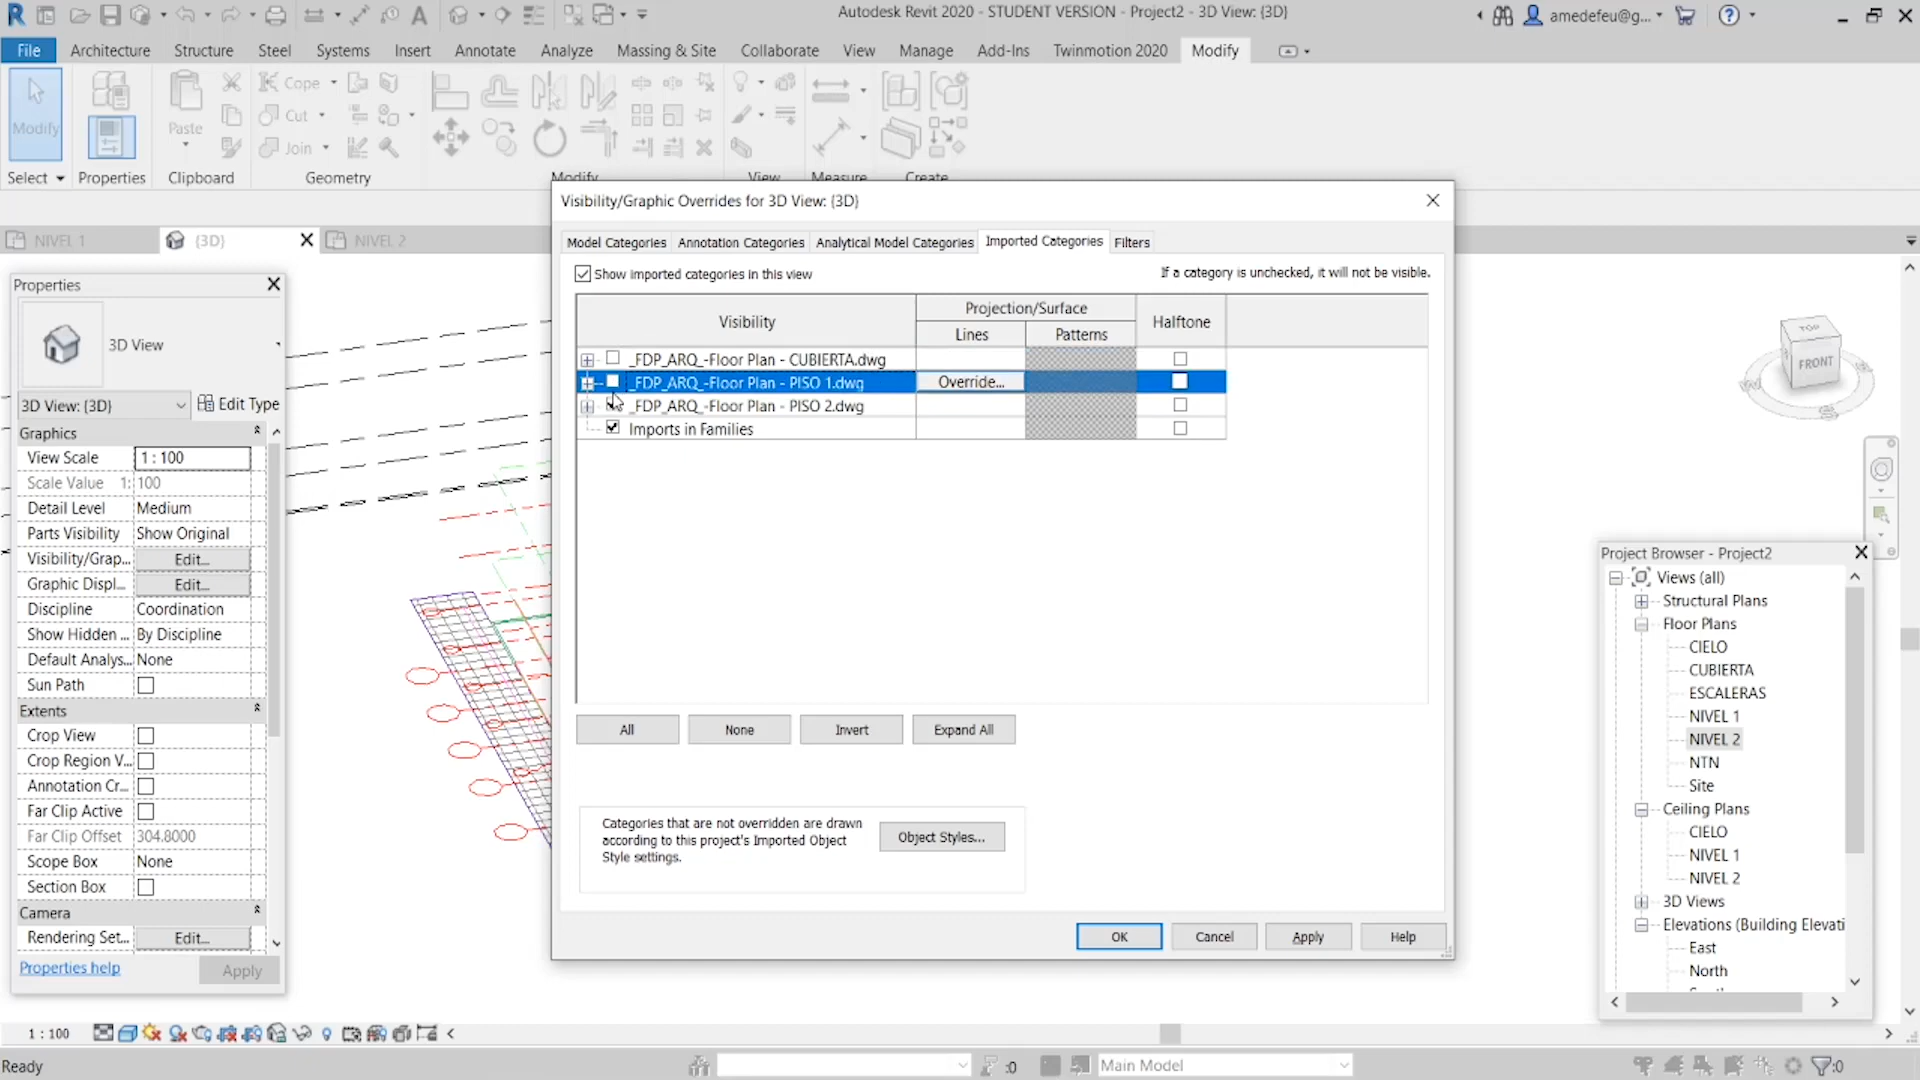 Autodesk Revit 2020 - STUDENT VERSION - Project2 - 3D View: {3D}
amedefeu@g...
File Architecture Structure Steel Systems Insert Annotate Analyze Massing & Site Collaborate View Manage Add-Ins Twinmotion 2020 Modify
Modify
Paste
Cope
Cut
Join
Select Properties Clipboard Geometry Modify View Measure Create
NIVEL 1
{3D}
NIVEL 2
Properties
3D View
3D View: {3D}
Edit Type
Graphics
View Scale 1 : 100
Scale Value 1: 100
Detail Level Medium
Parts Visibility Show Original
Visibility/Grap... Edit...
Graphic Displ... Edit...
Discipline Coordination
Show Hidden ... By Discipline
Default Analys... None
Sun Path
Extents
Crop View
Crop Region V...
Annotation Cr...
Far Clip Active
Far Clip Offset 304.8000
Scope Box None
Section Box
Camera
Rendering Set... Edit...
Properties help
Apply
Visibility/Graphic Overrides for 3D View: {3D}
Model Categories Annotation Categories Analytical Model Categories Imported Categories Filters
Show imported categories in this view
If a category is unchecked, it will not be visible.
Visibility
Projection/Surface
Halftone
Lines Patterns
_FDP_ARQ_-Floor Plan - CUBIERTA.dwg
_FDP_ARQ_-Floor Plan - PISO 1.dwg Override...
_FDP_ARQ_-Floor Plan - PISO 2.dwg
Imports in Families
All None Invert Expand All
Categories that are not overridden are drawn
according to this project's Imported Object
Style settings.
Object Styles...
OK Cancel Apply Help
TOP
FRONT
Project Browser - Project2
Views (all)
Structural Plans
Floor Plans
CIELO
CUBIERTA
ESCALERAS
NIVEL 1
NIVEL 2
NTN
Site
Ceiling Plans
CIELO
NIVEL 1
NIVEL 2
3D Views
Elevations (Building Elevati
East
North
1 : 100
Ready
:0
Main Model
:0